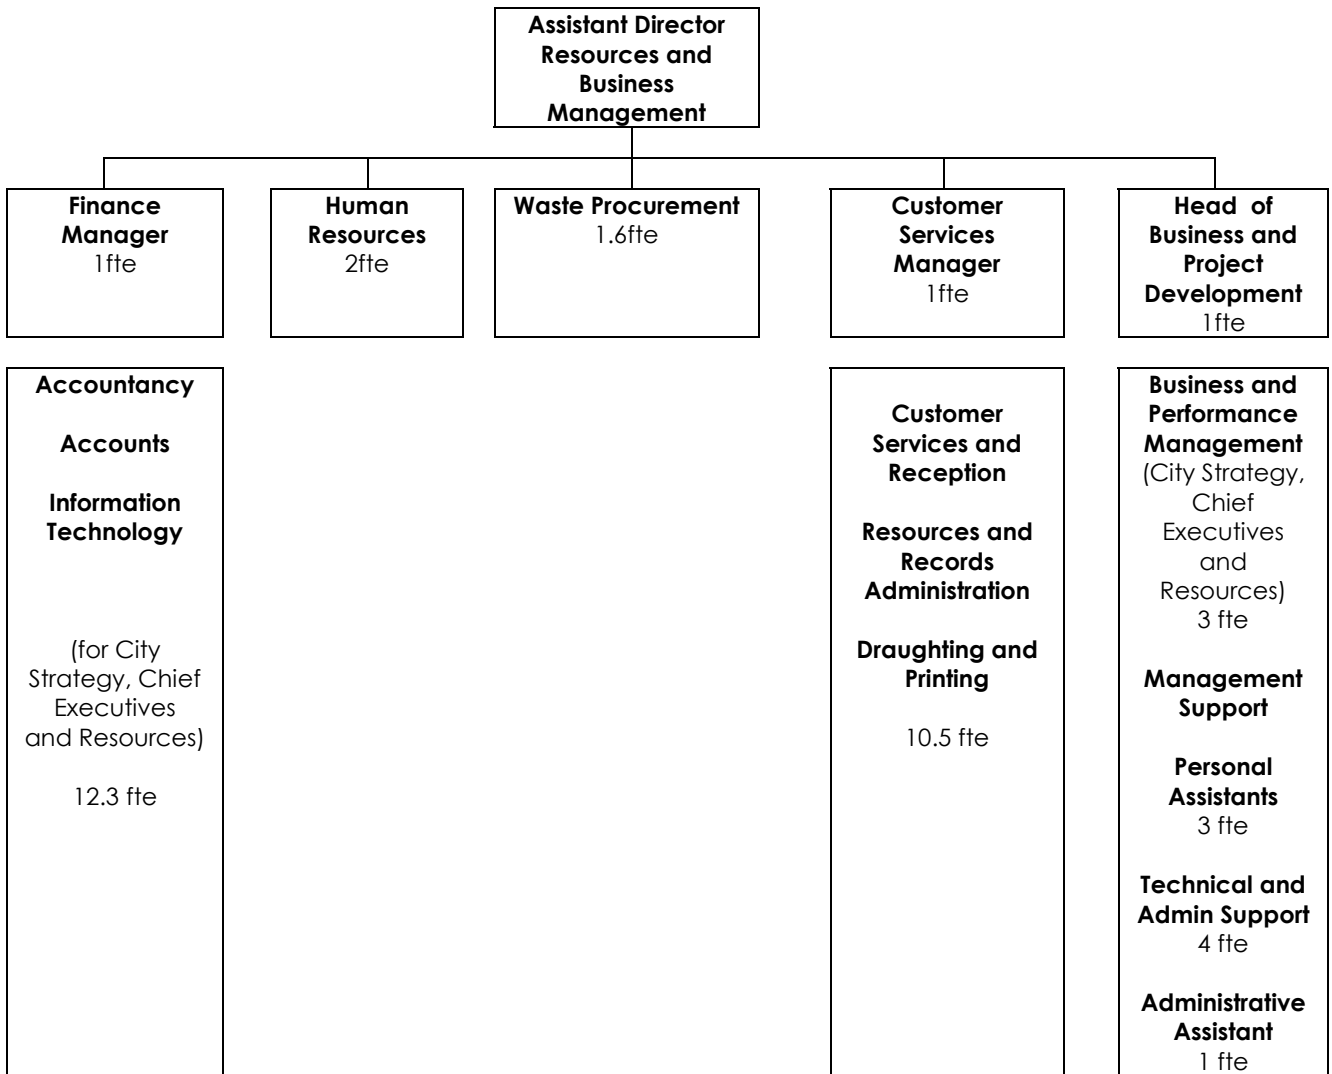 Assistant Director
Resources and
Business
Management
Finance
Manager
1fte
Human
Resources
2fte
Waste Procurement
1.6fte
Customer
Services
Manager
1fte
Head of
Business and
Project
Development
1fte
Accountancy
Accounts
Information
Technology
(for City
Strategy, Chief
Executives
and Resources)
12.3 fte
Customer
Services and
Reception
Resources and
Records
Administration
Draughting and
Printing
10.5 fte
Business and
Performance
Management
(City Strategy,
Chief
Executives
and
Resources)
3 fte
Management
Support
Personal
Assistants
3 fte
Technical and
Admin Support
4 fte
Administrative
Assistant
1 fte